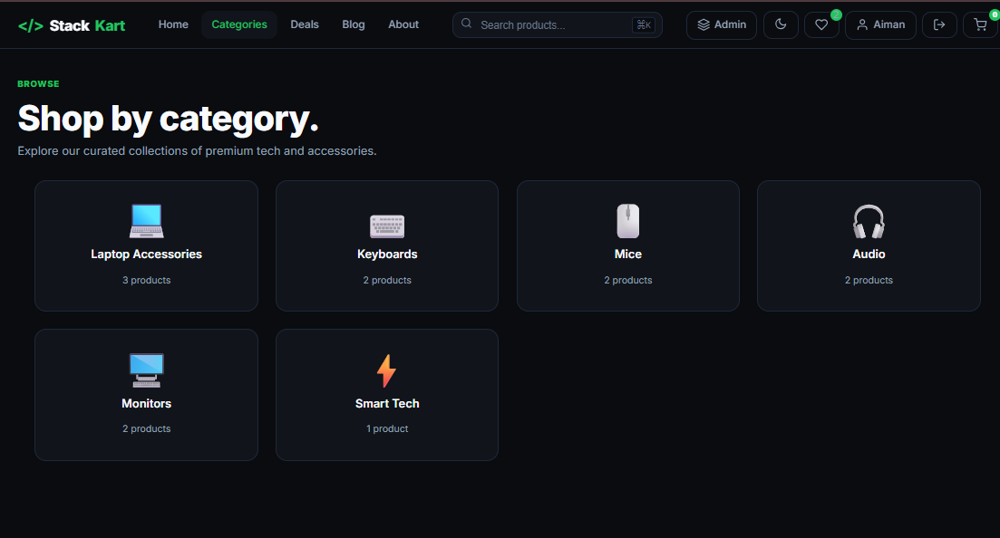 </> Stack Kart Home Categories Deals Blog About Search products... ⌘K Admin Aiman 0
BROWSE
Shop by category.
Explore our curated collections of premium tech and accessories.
Laptop Accessories Keyboards Mice Audio
3 products 2 products 2 products 2 products
Monitors Smart Tech
2 products 1 product